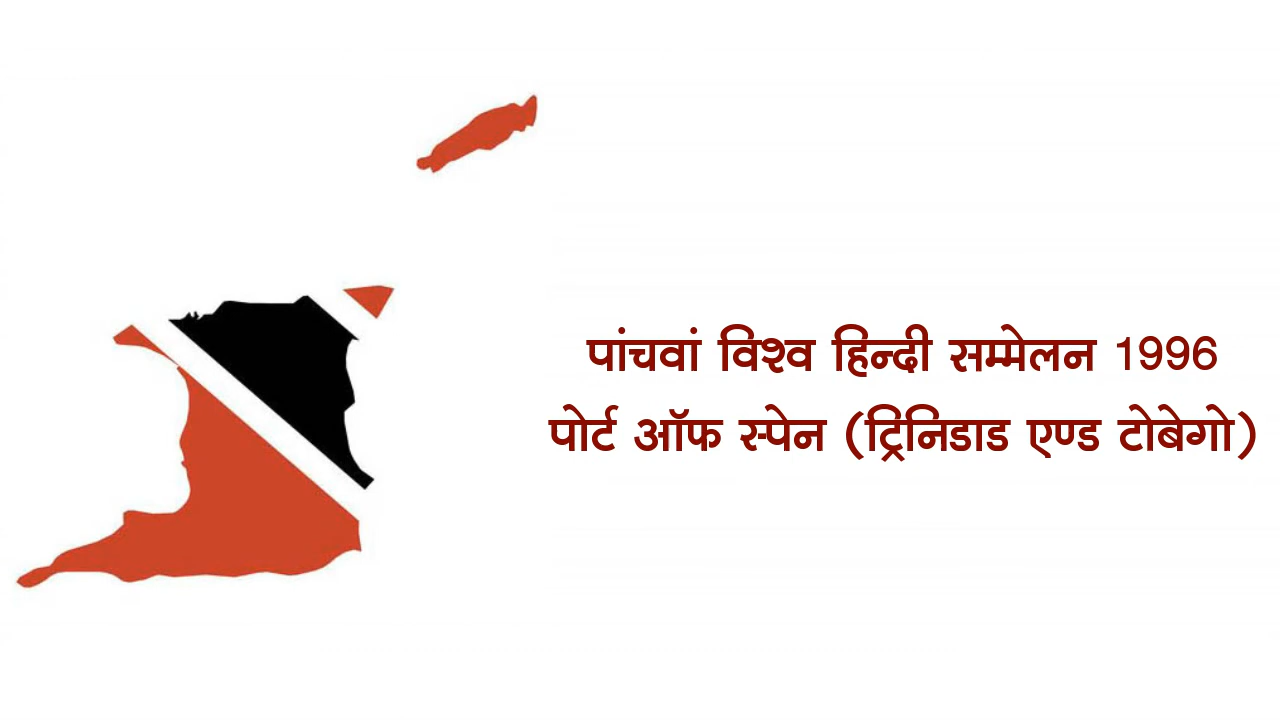 पांचवां विश्व हिन्दी सम्मेलन 1996
पोर्ट ऑफ स्पेन (ट्रिनिडाड एण्ड टोबेगो)